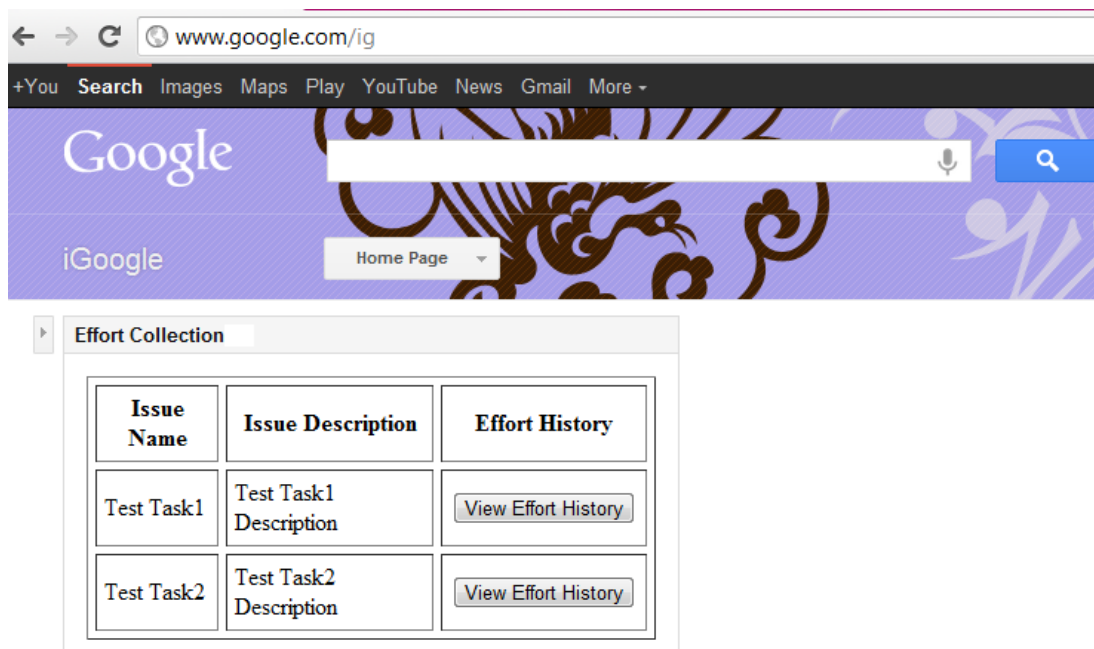 www.google.com/ig
+You Search Images Maps Play YouTube News Gmail More
Google
iGoogle
Home Page
Effort Collection
Issue Name
Issue Description
Effort History
Test Task1
Test Task1 Description
View Effort History
Test Task2
Test Task2 Description
View Effort History